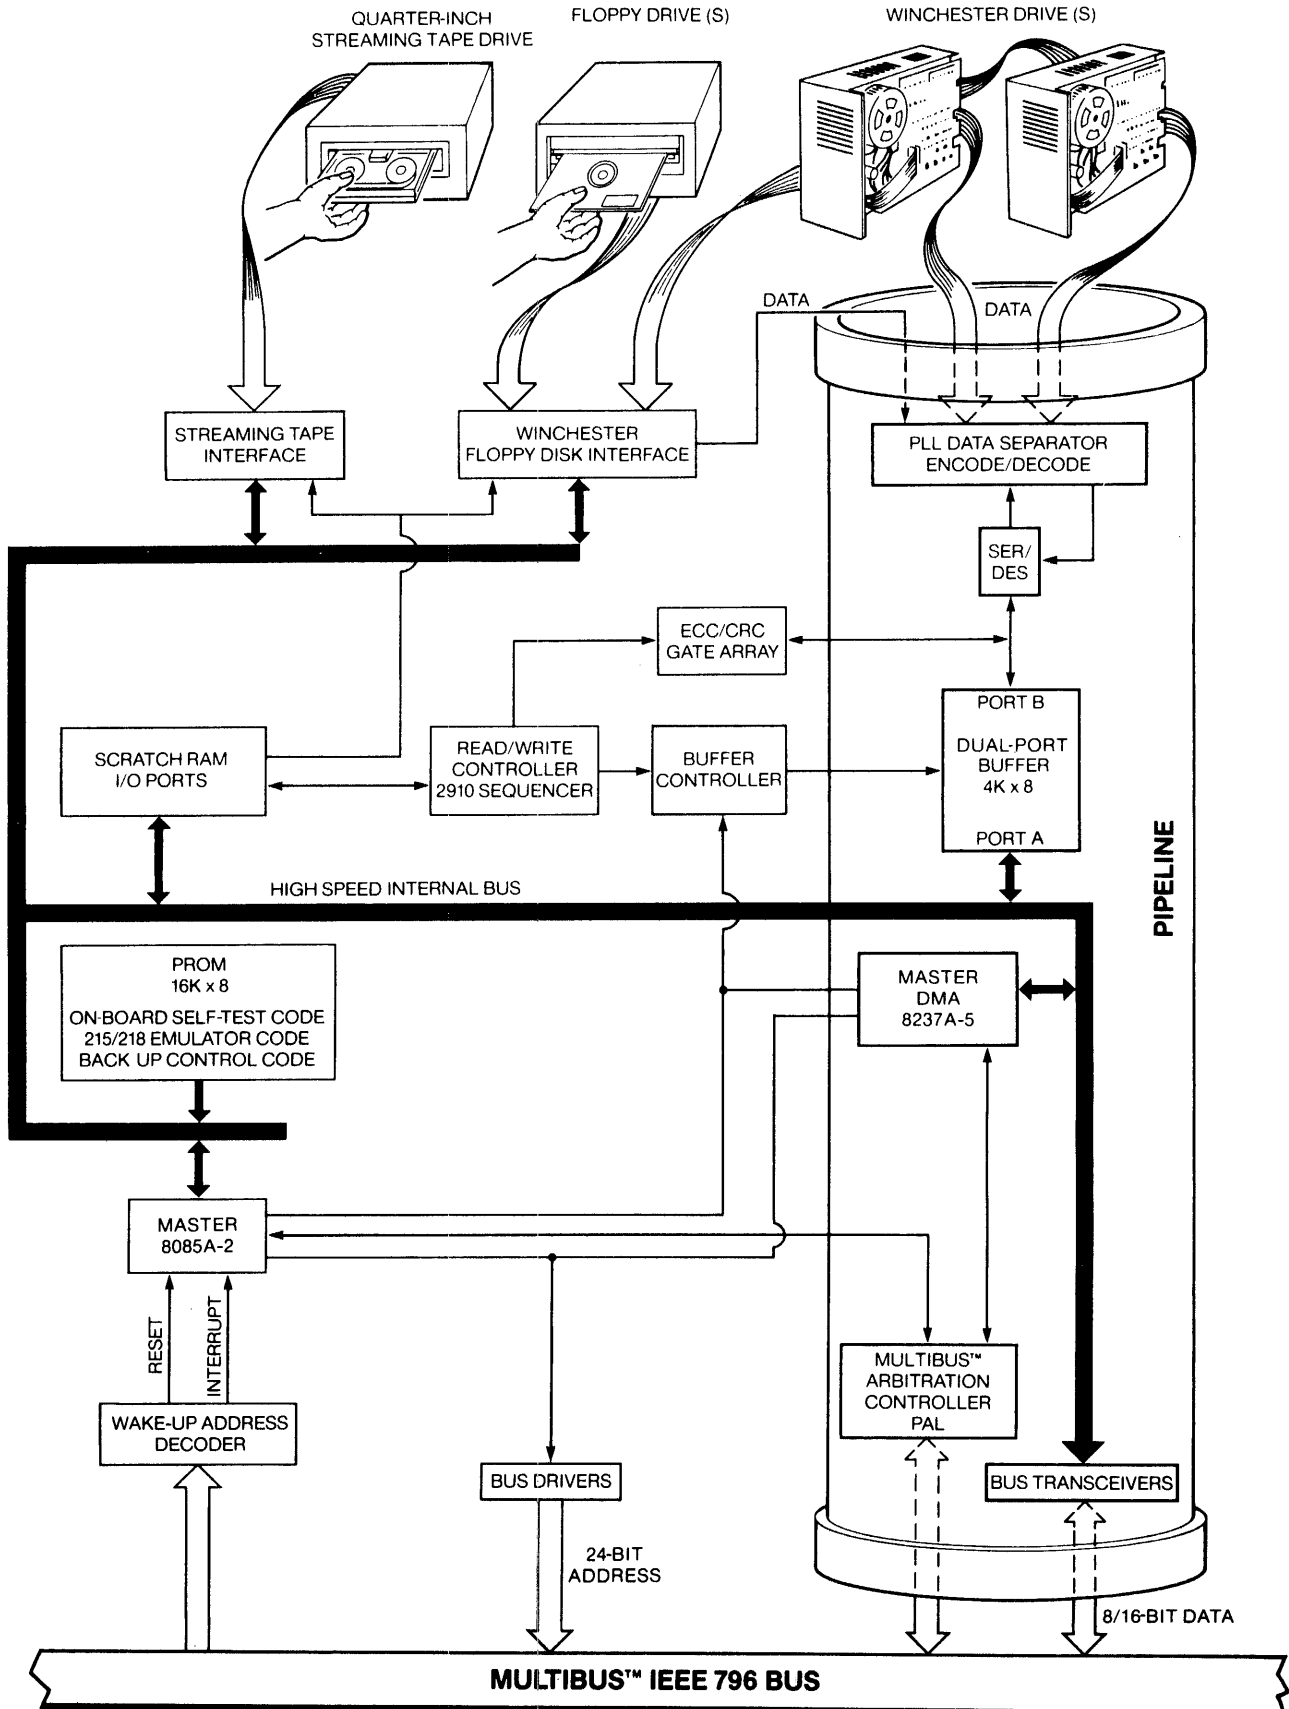 QUARTER-INCH
STREAMING TAPE DRIVE
FLOPPY DRIVE (S)
WINCHESTER DRIVE (S)
DATA
DATA
STREAMING TAPE
INTERFACE
WINCHESTER
FLOPPY DISK INTERFACE
PLL DATA SEPARATOR
ENCODE/DECODE
SER/
DES
ECC/CRC
GATE ARRAY
SCRATCH RAM
I/O PORTS
READ/WRITE
CONTROLLER
2910 SEQUENCER
BUFFER
CONTROLLER
PORT B
DUAL-PORT
BUFFER
4K x 8
PORT A
PIPELINE
HIGH SPEED INTERNAL BUS
PROM
16K x 8
ON-BOARD SELF-TEST CODE
215/218 EMULATOR CODE
BACK UP CONTROL CODE
MASTER
DMA
8237A-5
MASTER
8085A-2
RESET
INTERRUPT
MULTIBUS™
ARBITRATION
CONTROLLER
PAL
WAKE-UP ADDRESS
DECODER
BUS DRIVERS
BUS TRANSCEIVERS
24-BIT
ADDRESS
8/16-BIT DATA
MULTIBUS™ IEEE 796 BUS